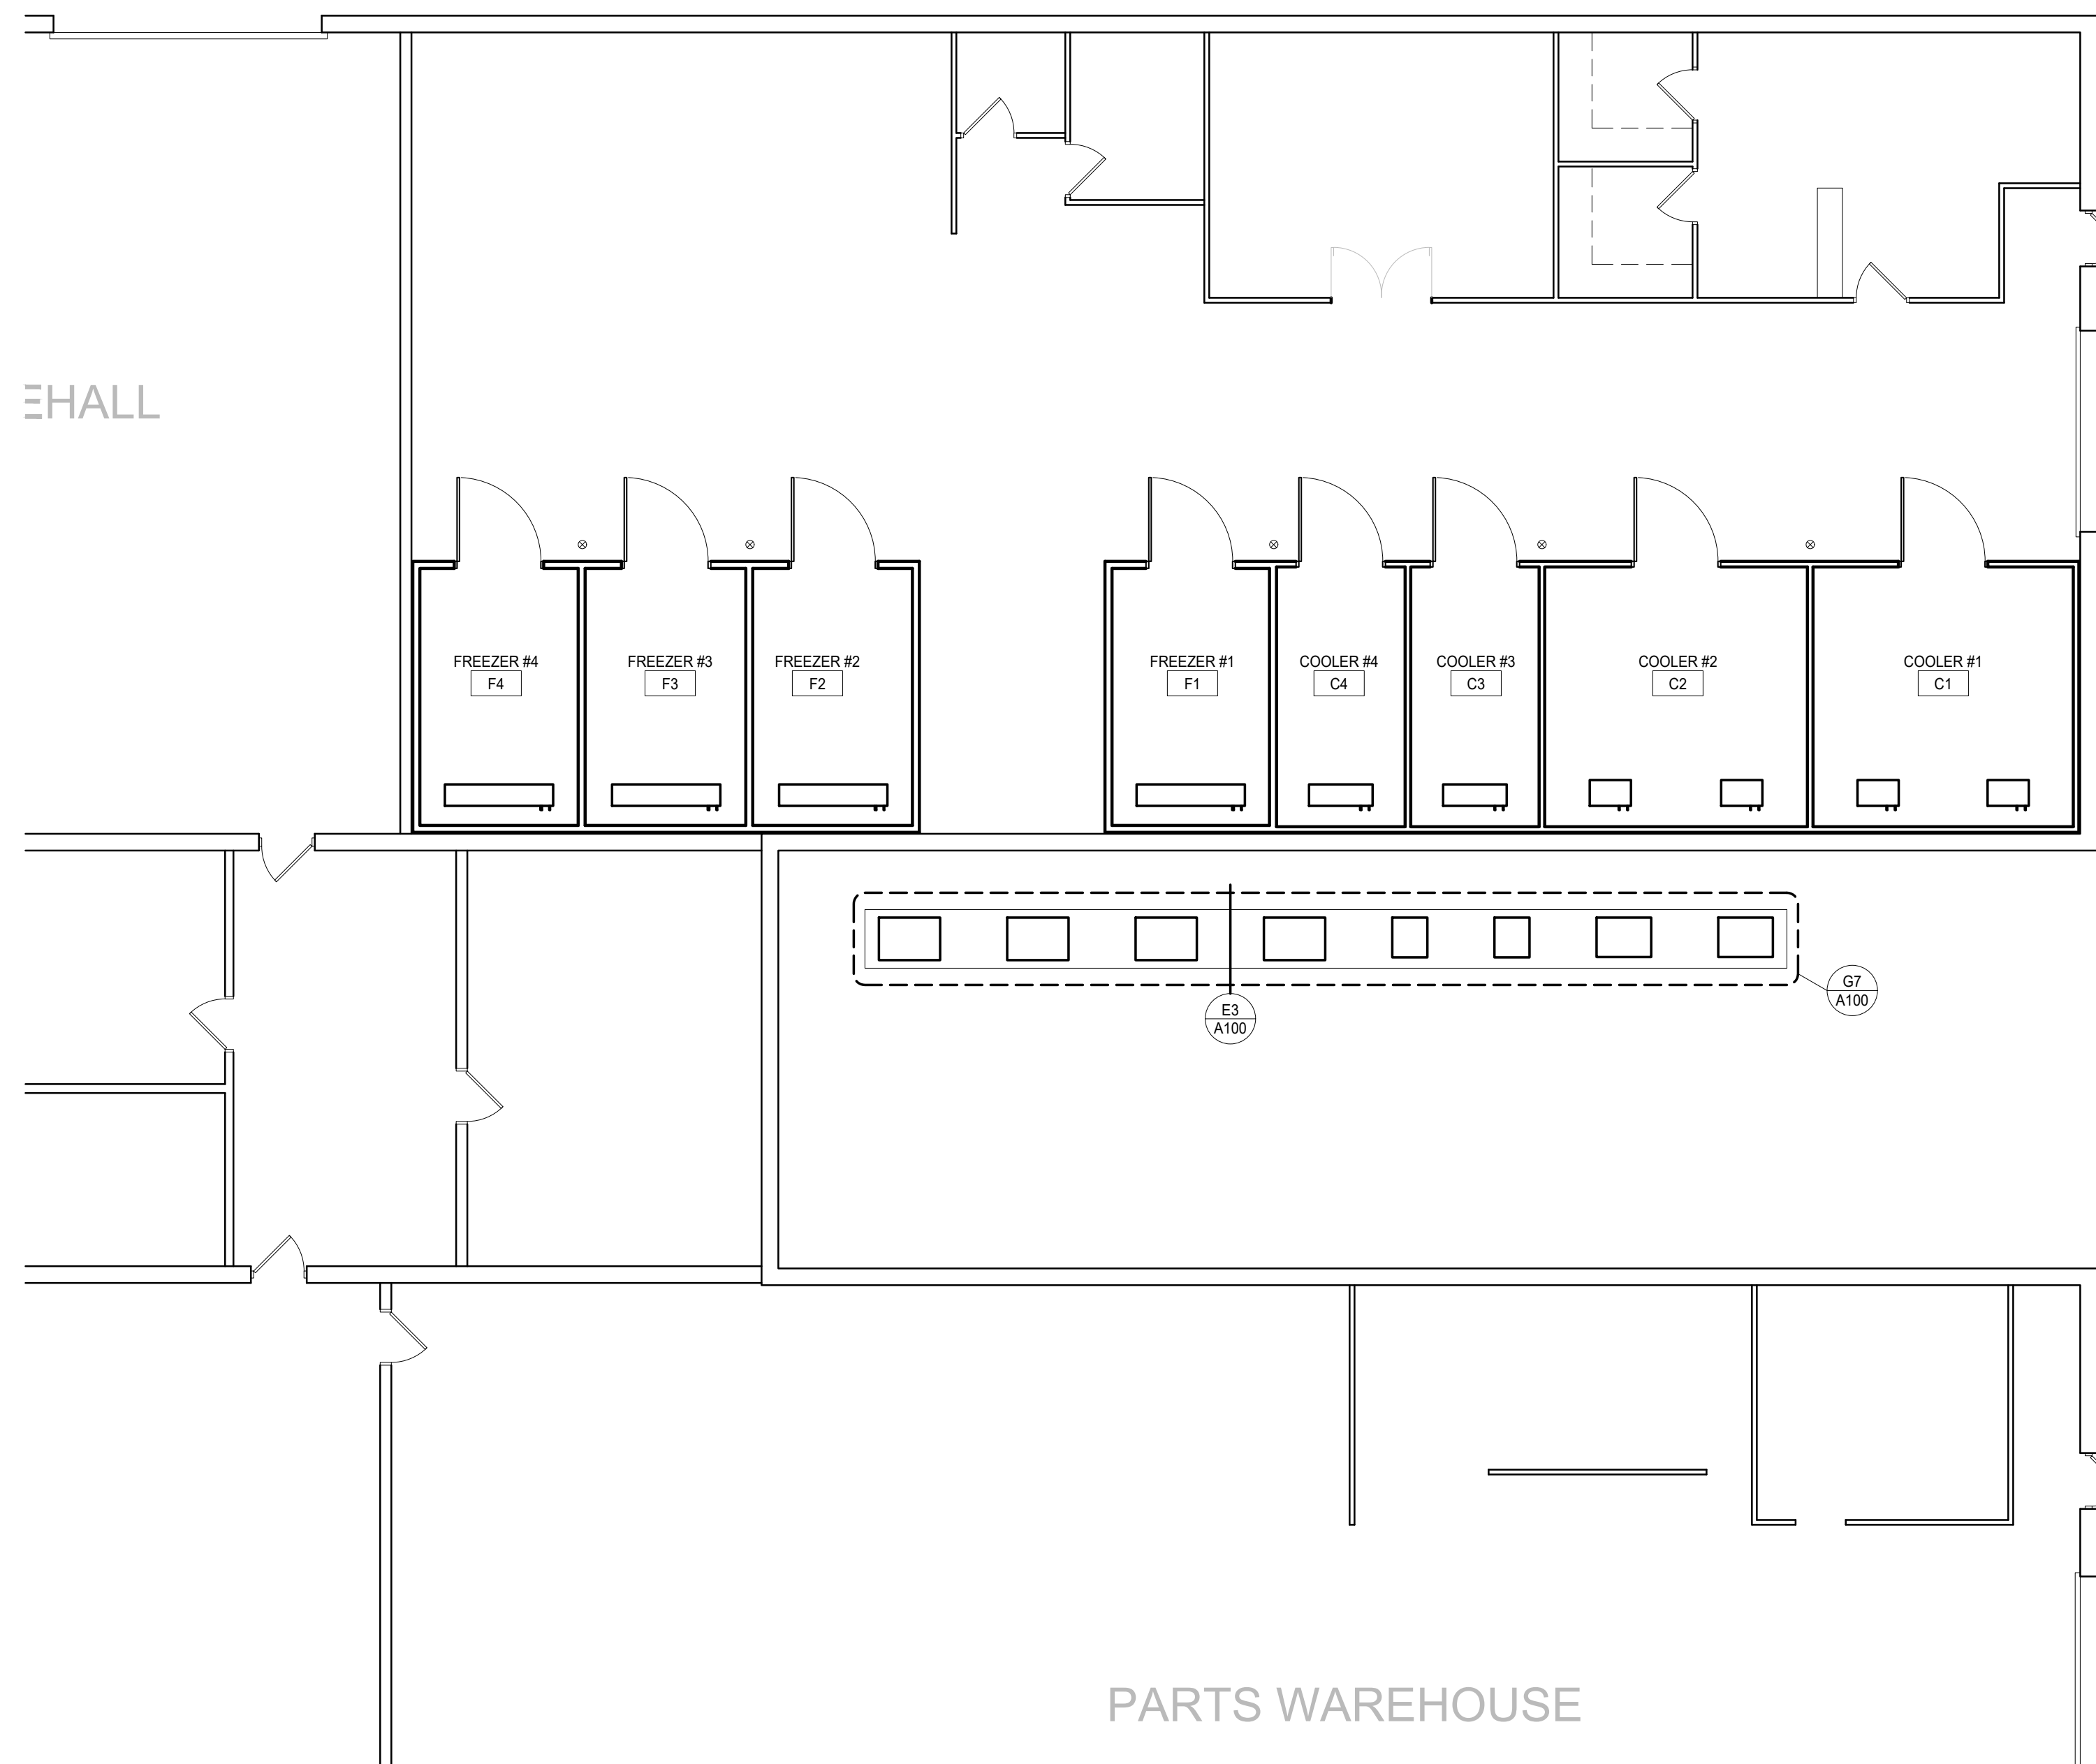 EHALL
FREEZER #4
F4
FREEZER #3
F3
FREEZER #2
F2
FREEZER #1
F1
COOLER #4
C4
COOLER #3
C3
COOLER #2
C2
COOLER #1
C1
E3
A100
G7
A100
PARTS WAREHOUSE